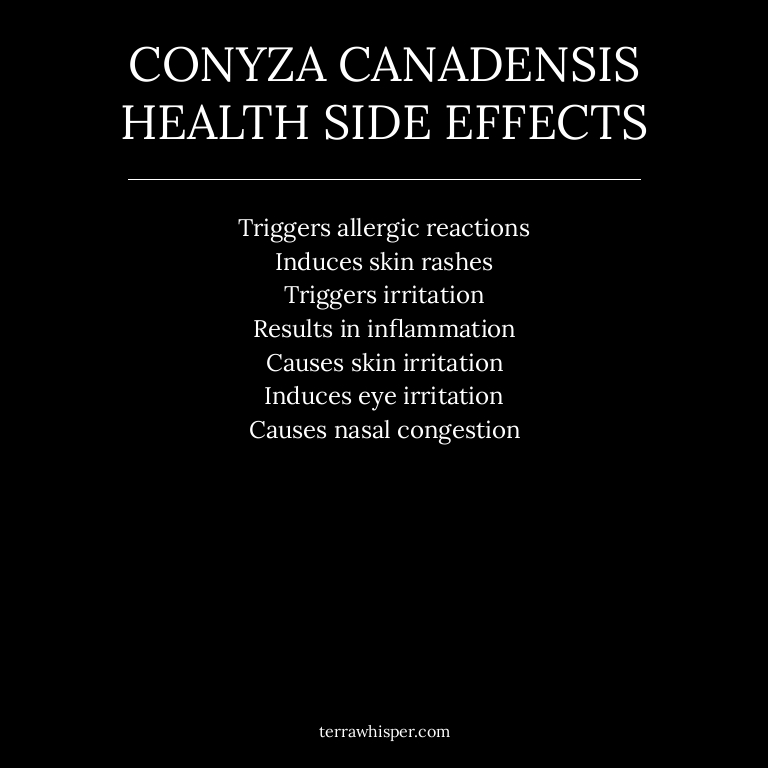 CONYZA CANADENSIS
HEALTH SIDE EFFECTS
Triggers allergic reactions
Induces skin rashes
Triggers irritation
Results in inflammation
Causes skin irritation
Induces eye irritation
Causes nasal congestion
terrawhisper.com